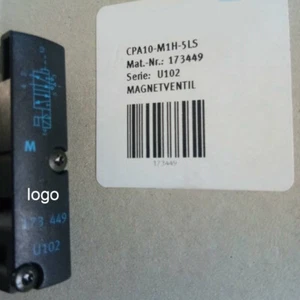 CPA10-M1H-5LS
Mat.-Nr.: 173449
Serie: U102
MAGNETVENTIL
173449
M
logo
173 449
U102